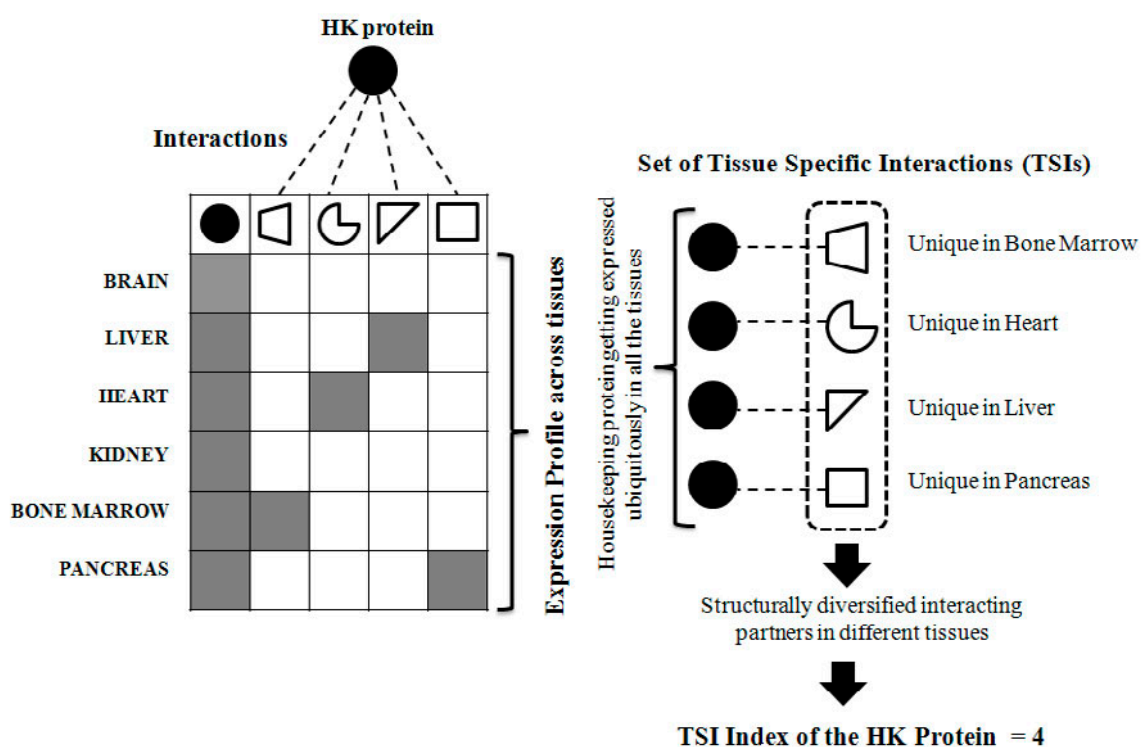 HK protein
Interactions
BRAIN
LIVER
HEART
KIDNEY
BONE MARROW
PANCREAS
Expression Profile across tissues
Set of Tissue Specific Interactions (TSIs)
Housekeeping protein getting expressed
ubiquitously in all the tissues
Unique in Bone Marrow
Unique in Heart
Unique in Liver
Unique in Pancreas
Structurally diversified interacting
partners in different tissues
TSI Index of the HK Protein = 4